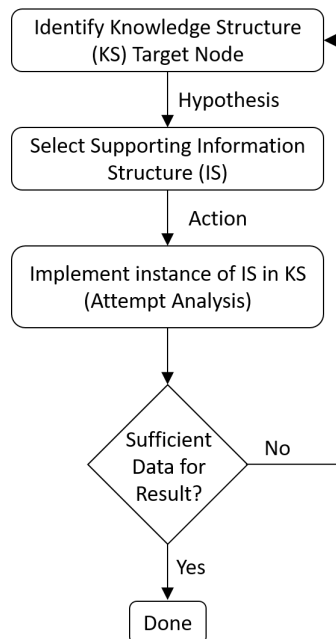 Identify Knowledge Structure
(KS) Target Node
Hypothesis
Select Supporting Information
Structure (IS)
Action
Implement instance of IS in KS
(Attempt Analysis)
Sufficient
Data for
Result?
No
Yes
Done